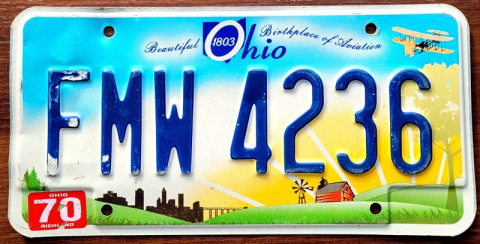 Beautiful Ohio Birthplace of Aviation
1803
FMW 4236
OHIO
70
RICHLAND